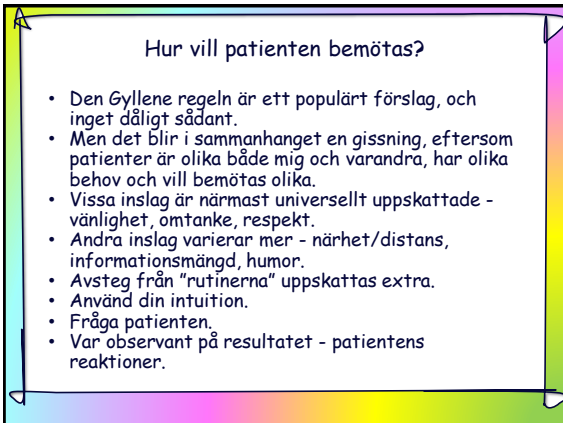 Hur vill patienten bemötas?
• Den Gyllene regeln är ett populärt förslag, och
inget dåligt sådant.
• Men det blir i sammanhanget en gissning, eftersom
patienter är olika både mig och varandra, har olika
behov och vill bemötas olika.
• Vissa inslag är närmast universellt uppskattade -
vänlighet, omtanke, respekt.
• Andra inslag varierar mer - närhet/distans,
informationsmängd, humor.
• Avsteg från ”rutinerna” uppskattas extra.
• Använd din intuition.
• Fråga patienten.
• Var observant på resultatet - patientens
reaktioner.